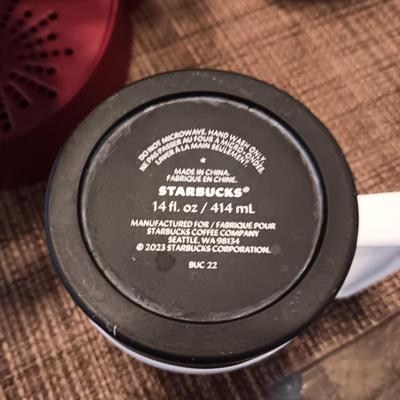 DO NOT MICROWAVE. HAND WASH ONLY.
NE PAS PASSER AU FOUR À MICRO-ONDES.
LAVER À LA MAIN SEULEMENT.
MADE IN CHINA.
FABRIQUÉ EN CHINE.
STARBUCKS®
14 fl. oz / 414 mL
MANUFACTURED FOR / FABRIQUÉ POUR
STARBUCKS COFFEE COMPANY
SEATTLE, WA 98134
© 2023 STARBUCKS CORPORATION.
BUC 22